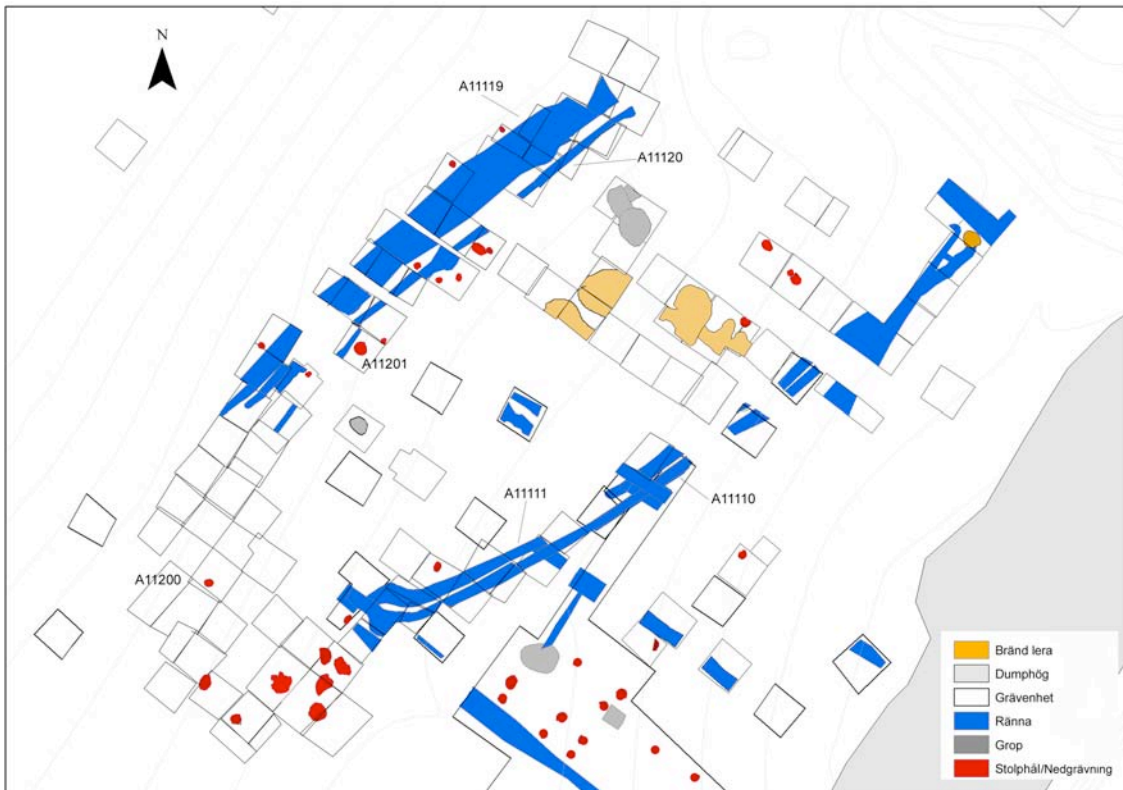 N
A11119
A11120
A11201
A11111
A11110
A11200
Bränd lera
Dumphög
Grävenhet
Ränna
Grop
Stolphål/Nedgrävning